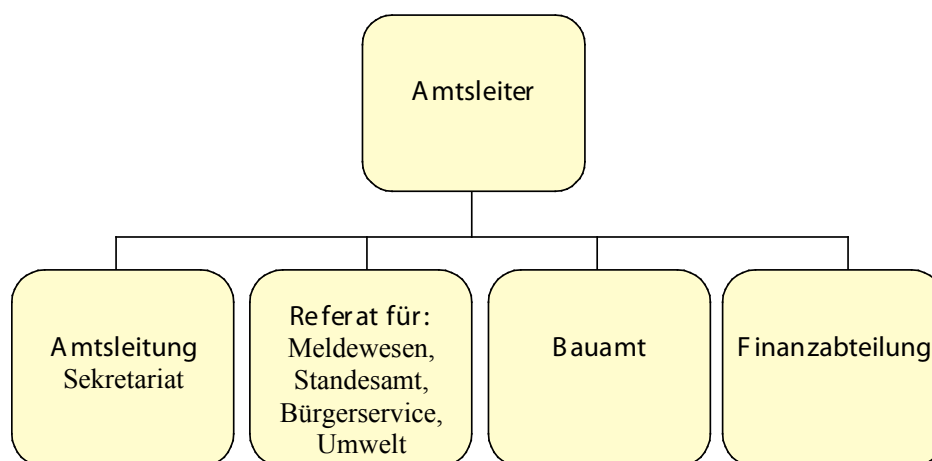 Amtsleiter
Amtsleitung
Sekretariat
Referat für:
Meldewesen,
Standesamt,
Bürgerservice,
Umwelt
Bauamt
Finanzabteilung